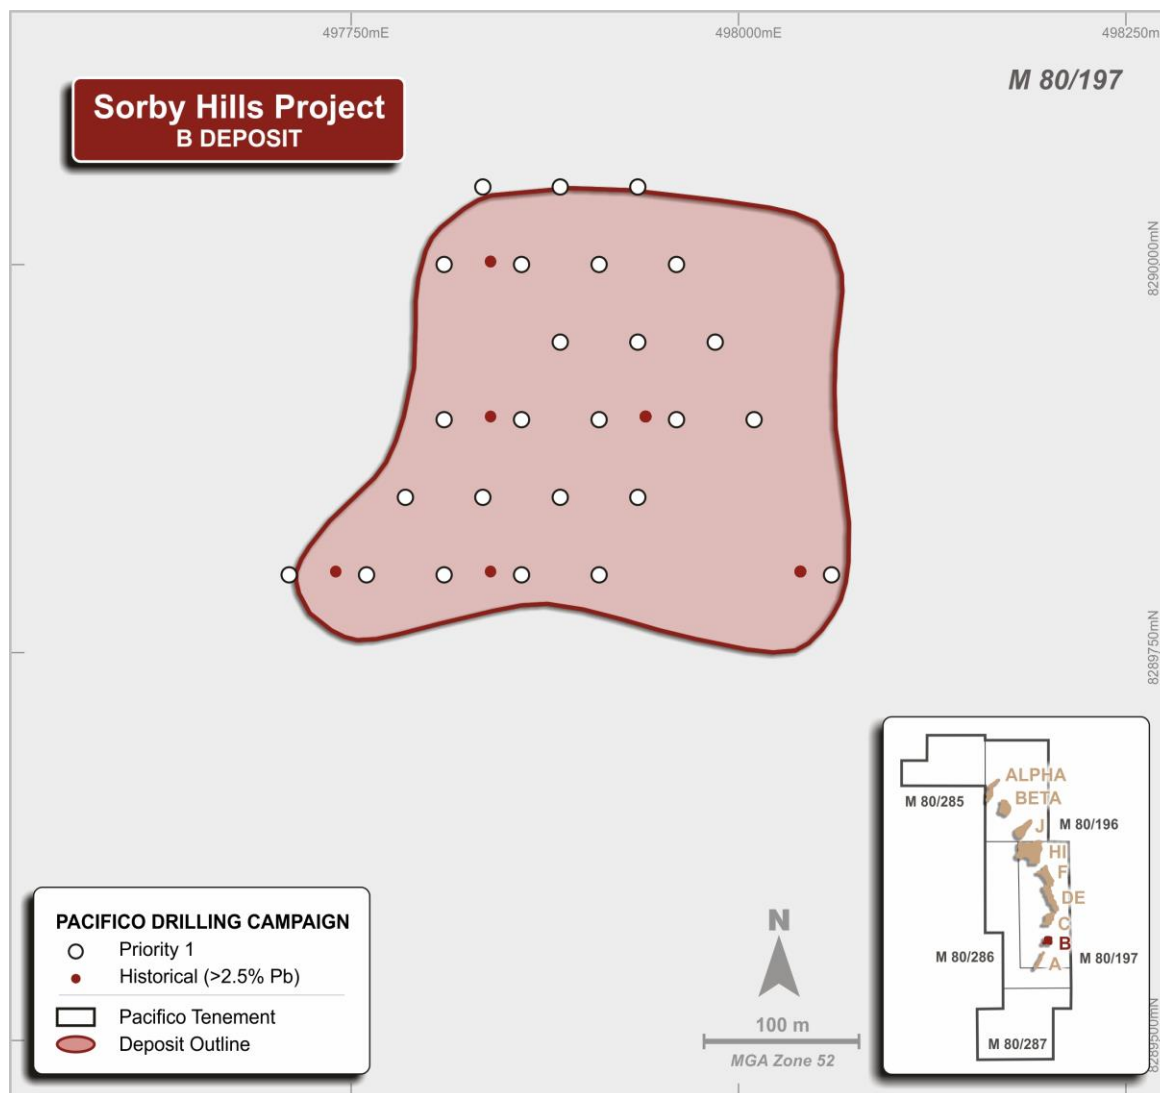 497750mE
498000mE
498250m
M 80/197
Sorby Hills Project
B DEPOSIT
8290000mN
8289750mN
8289500mN
PACIFICO DRILLING CAMPAIGN
Priority 1
Historical (>2.5% Pb)
Pacifico Tenement
Deposit Outline
N
100 m
MGA Zone 52
ALPHA
M 80/285
BETA
J
M 80/196
HI
F
DE
C
B
M 80/286
M 80/197
A
M 80/287